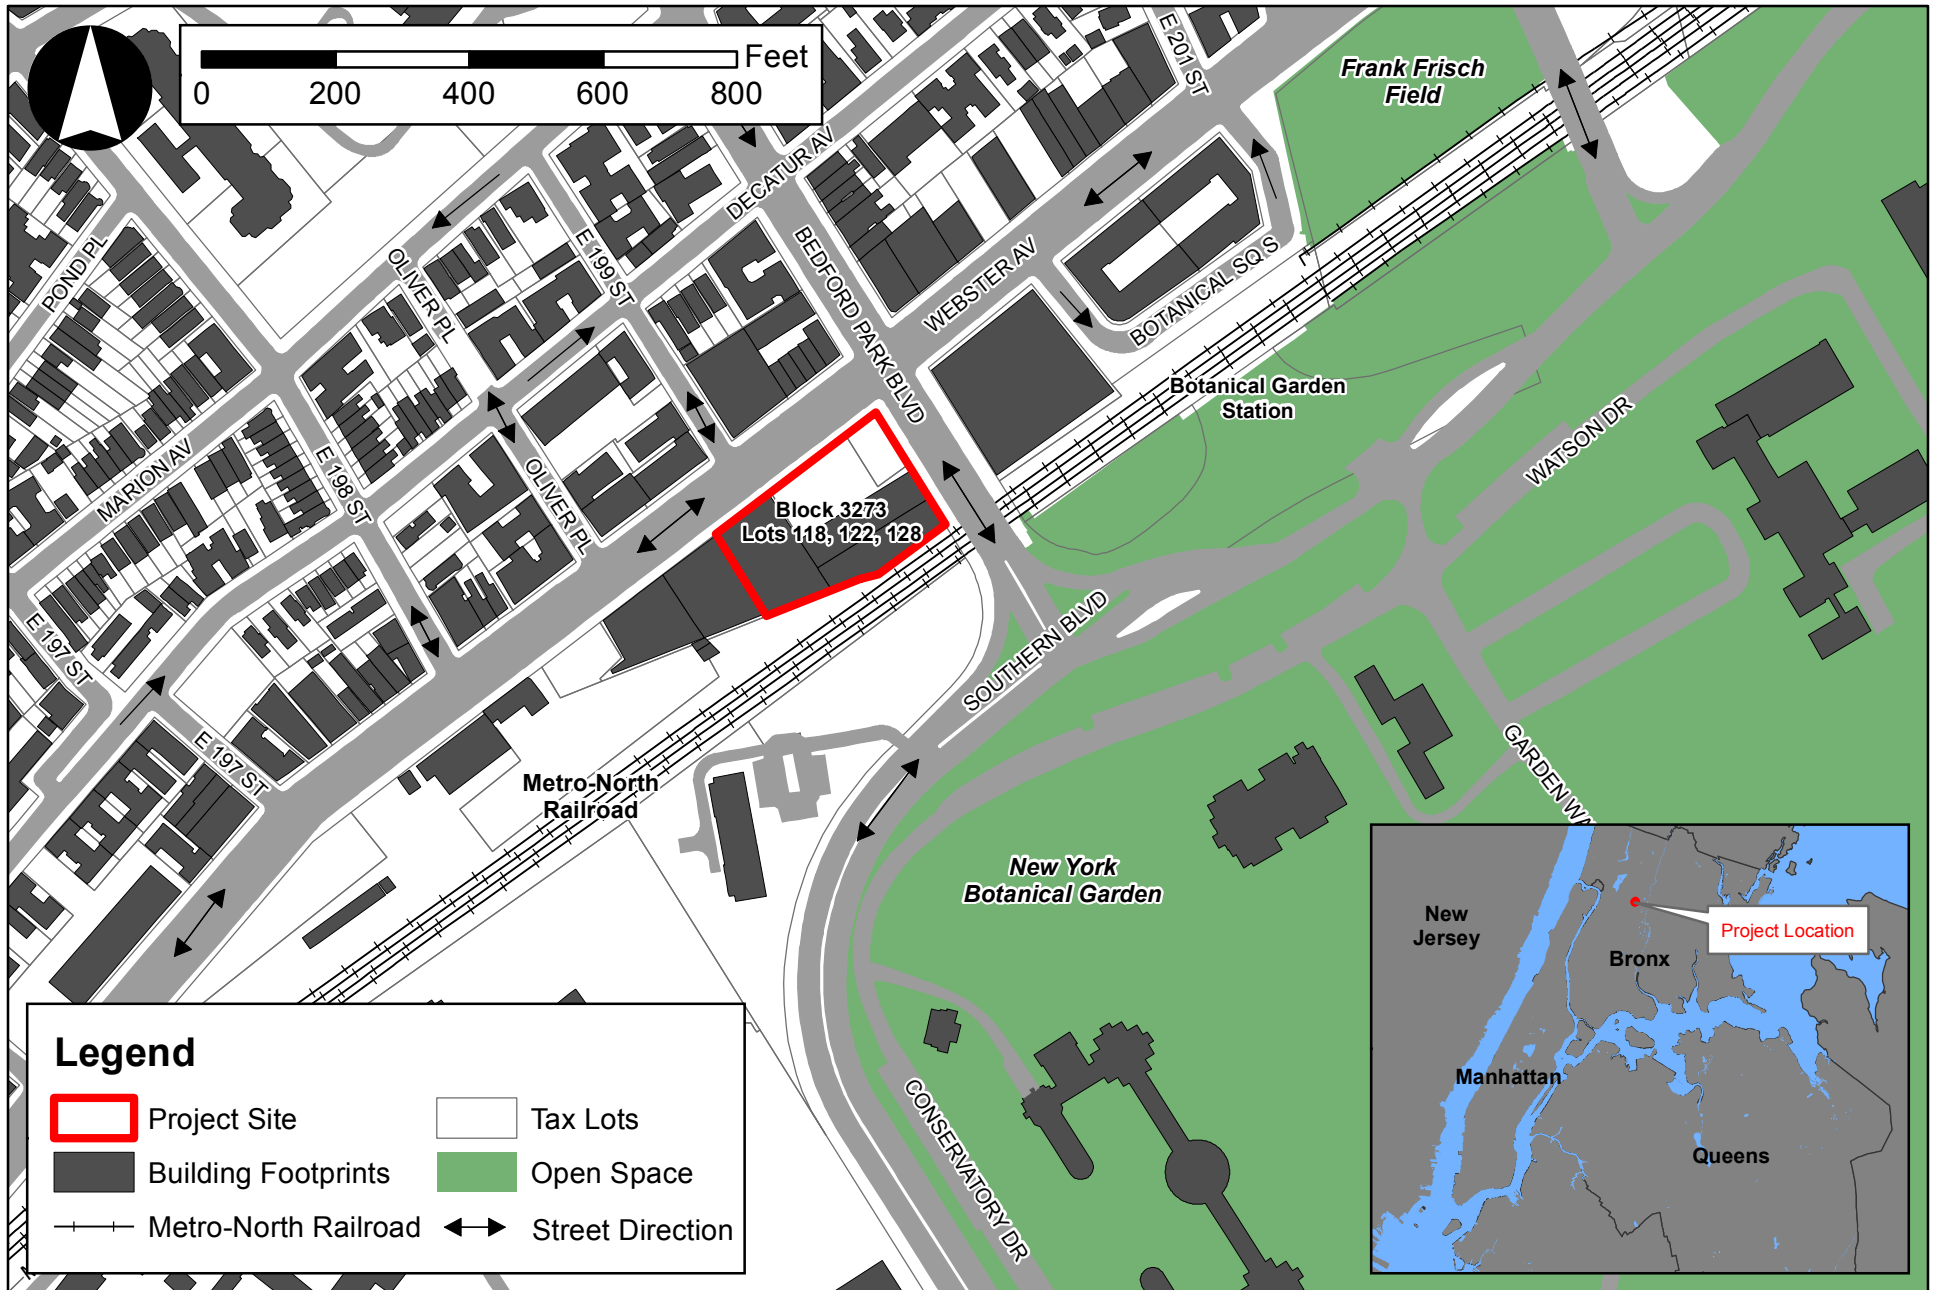 Feet
0 200 400 600 800
E 201 ST
Frank Frisch
Field
DECATUR AV
POND PL
OLIVER PL
E 199 ST
BEDFORD PARK BLVD
WEBSTER AV
BOTANICAL SQ S
Botanical Garden
Station
MARION AV
E 198 ST
OLIVER PL
WATSON DR
Block 3273
Lots 118, 122, 128
E 197 ST
SOUTHERN BLVD
E 197 ST
Metro-North
Railroad
GARDEN WA
New York
Botanical Garden
CONSERVATORY DR
New
Jersey
Project Location
Bronx
Manhattan
Queens
Legend
Project Site
Tax Lots
Building Footprints
Open Space
Metro-North Railroad
Street Direction